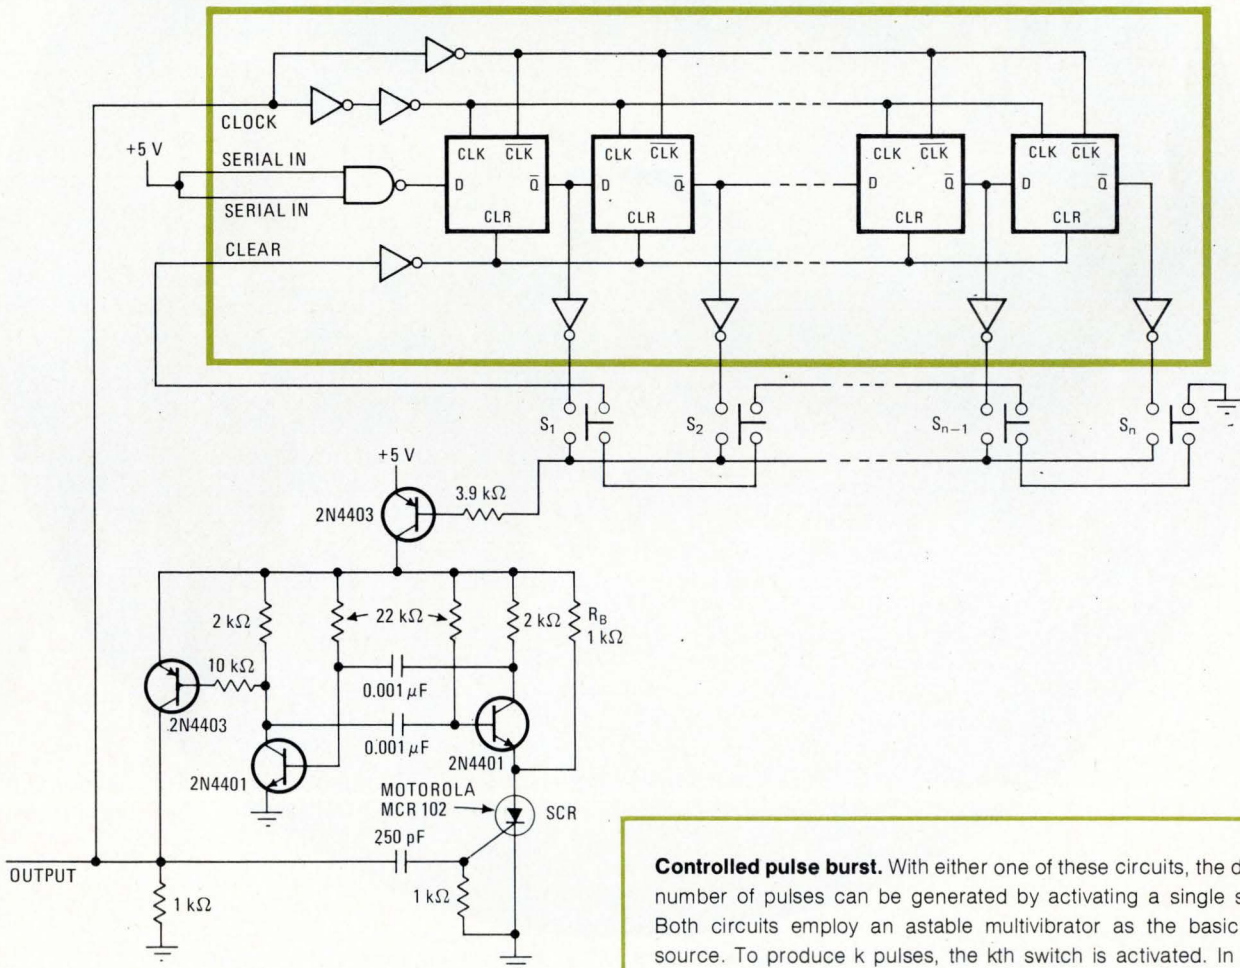 CLOCK
+5 V
SERIAL IN
SERIAL IN
CLEAR
CLK CLK D Q CLR
CLK CLK D Q̅ CLR
CLK CLK D Q̅ CLR
CLK CLK D Q̅ CLR
S1
S2
Sn−1
Sn
+5 V
2N4403
3.9 kΩ
2 kΩ
22 kΩ
2 kΩ
RB
1 kΩ
10 kΩ
0.001 µF
2N4403
0.001 µF
2N4401
2N4401
MOTOROLA
MCR 102
SCR
250 pF
OUTPUT
1 kΩ
1 kΩ
Controlled pulse burst. With either one of these circuits, the
number of pulses can be generated by activating a single
Both circuits employ an astable multivibrator as the basic
source. To produce k pulses, the kth switch is activated. In